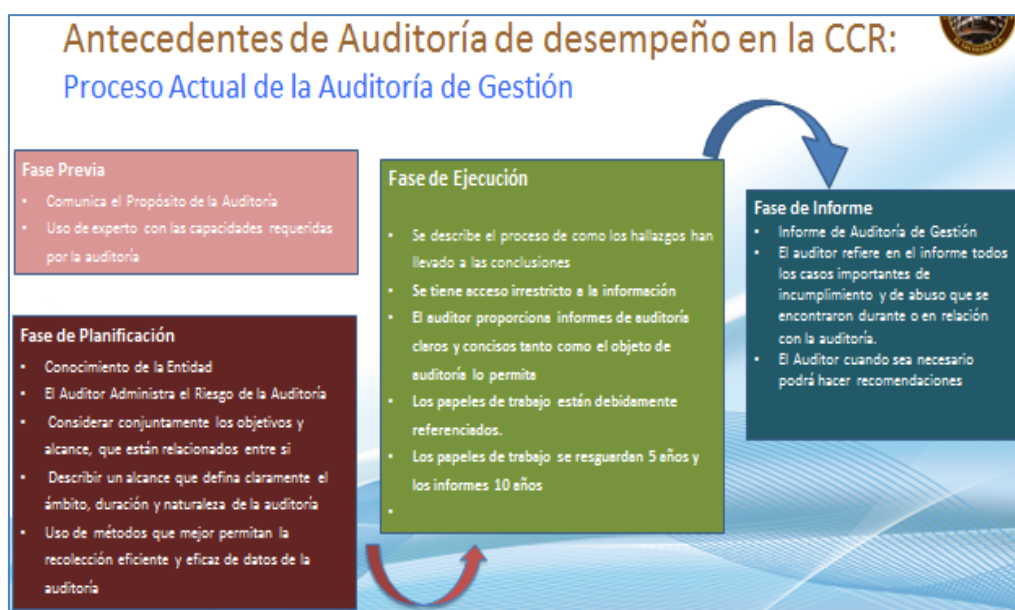 Antecedentes de Auditoría de desempeño en la CCR:
Proceso Actual de la Auditoría de Gestión
Fase Previa
• Comunica el Propósito de la Auditoría
• Uso de experto con las capacidades requeridas
por la auditoría
Fase de Planificación
• Conocimiento de la Entidad
• El Auditor Administra el Riesgo de la Auditoría
• Considerar conjuntamente los objetivos y
alcance, que están relacionados entre si
• Describir un alcance que defina claramente el
ámbito, duración y naturaleza de la auditoría
• Uso de métodos que mejor permitan la
recolección eficiente y eficaz de datos de la
auditoría
Fase de Ejecución
• Se describe el proceso de como los hallazgos han
llevado a las conclusiones
• Se tiene acceso irrestricto a la información
• El auditor proporciona informes de auditoría
claros y concisos tanto como el objeto de
auditoría lo permita
• Los papeles de trabajo están debidamente
referenciados.
• Los papeles de trabajo se resguardan 5 años y
los informes 10 años
•
Fase de Informe
• Informe de Auditoría de Gestión
• El auditor refiere en el informe todos
los casos importantes de
incumplimiento y de abuso que se
encontraron durante o en relación
con la auditoría.
• El Auditor cuando sea necesario
podrá hacer recomendaciones